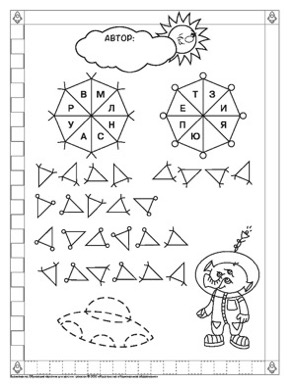 АВТОР:
В М
Р Л
У Н
А С
Т З
Е И
П Я
Ю